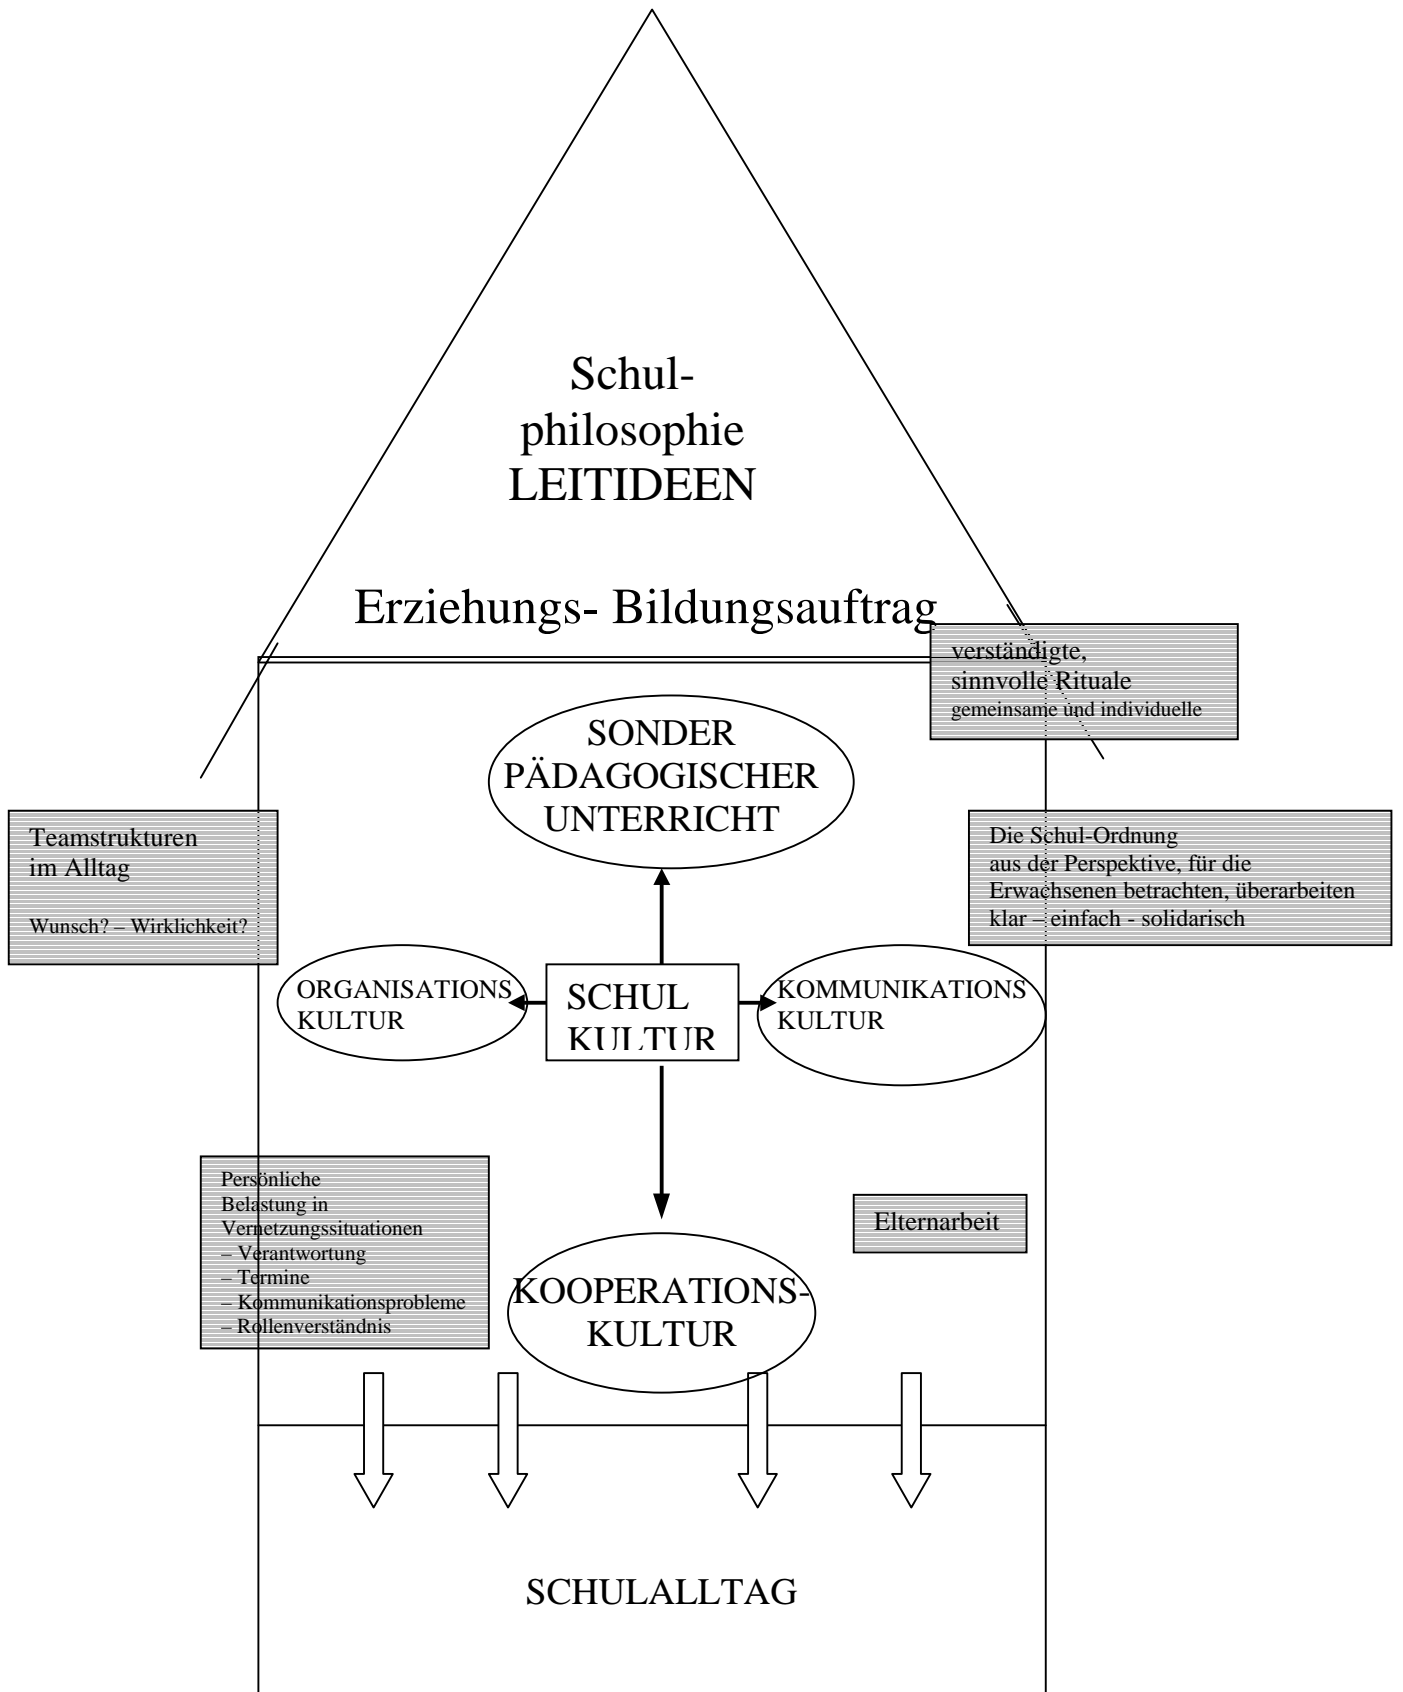 Schul-
philosophie
LEITIDEEN
Erziehungs- Bildungsauftrag
verständigte,
sinnvolle Rituale
gemeinsame und individuelle
SONDER
PÄDAGOGISCHER
UNTERRICHT
Teamstrukturen
im Alltag
Wunsch? – Wirklichkeit?
Die Schul-Ordnung
aus der Perspektive, für die
Erwachsenen betrachten, überarbeiten
klar – einfach - solidarisch
ORGANISATIONS
KULTUR
SCHUL
KULTUR
KOMMUNIKATIONS
KULTUR
Persönliche
Belastung in
Vernetzungssituationen
– Verantwortung
– Termine
– Kommunikationsprobleme
– Rollenverständnis
Elternarbeit
KOOPERATIONS-
KULTUR
SCHULALLTAG